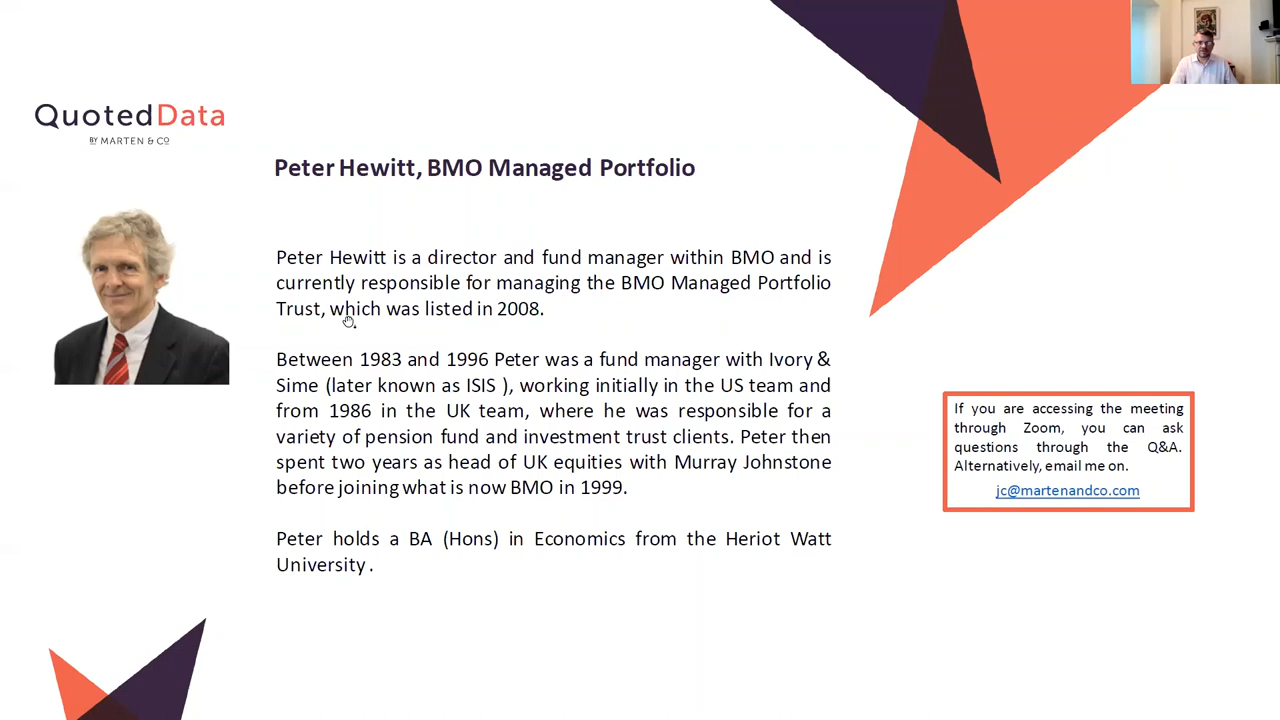 QuotedData
BY MARTEN & CO
Peter Hewitt, BMO Managed Portfolio
Peter Hewitt is a director and fund manager within BMO and is
currently responsible for managing the BMO Managed Portfolio
Trust, which was listed in 2008.
Between 1983 and 1996 Peter was a fund manager with Ivory &
Sime (later known as ISIS ), working initially in the US team and
from 1986 in the UK team, where he was responsible for a
variety of pension fund and investment trust clients. Peter then
spent two years as head of UK equities with Murray Johnstone
before joining what is now BMO in 1999.
Peter holds a BA (Hons) in Economics from the Heriot Watt
University .
If you are accessing the meeting
through Zoom, you can ask
questions through the Q&A.
Alternatively, email me on.
jc@martenandco.com